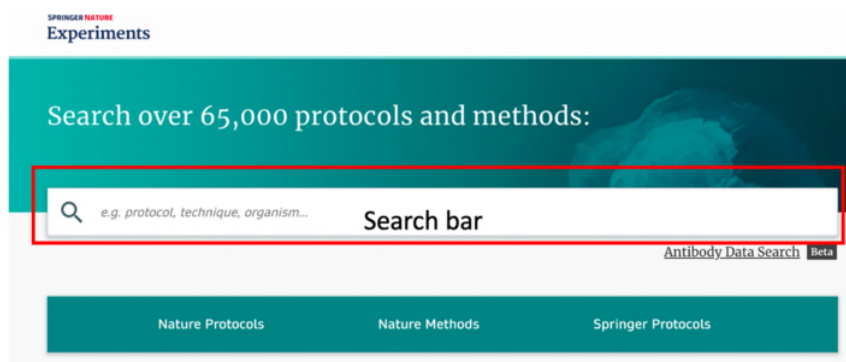 SPRINGER NATURE
Experiments
Search over 65,000 protocols and methods:
e.g. protocol, technique, organism...
Search bar
Antibody Data Search Beta
Nature Protocols Nature Methods Springer Protocols